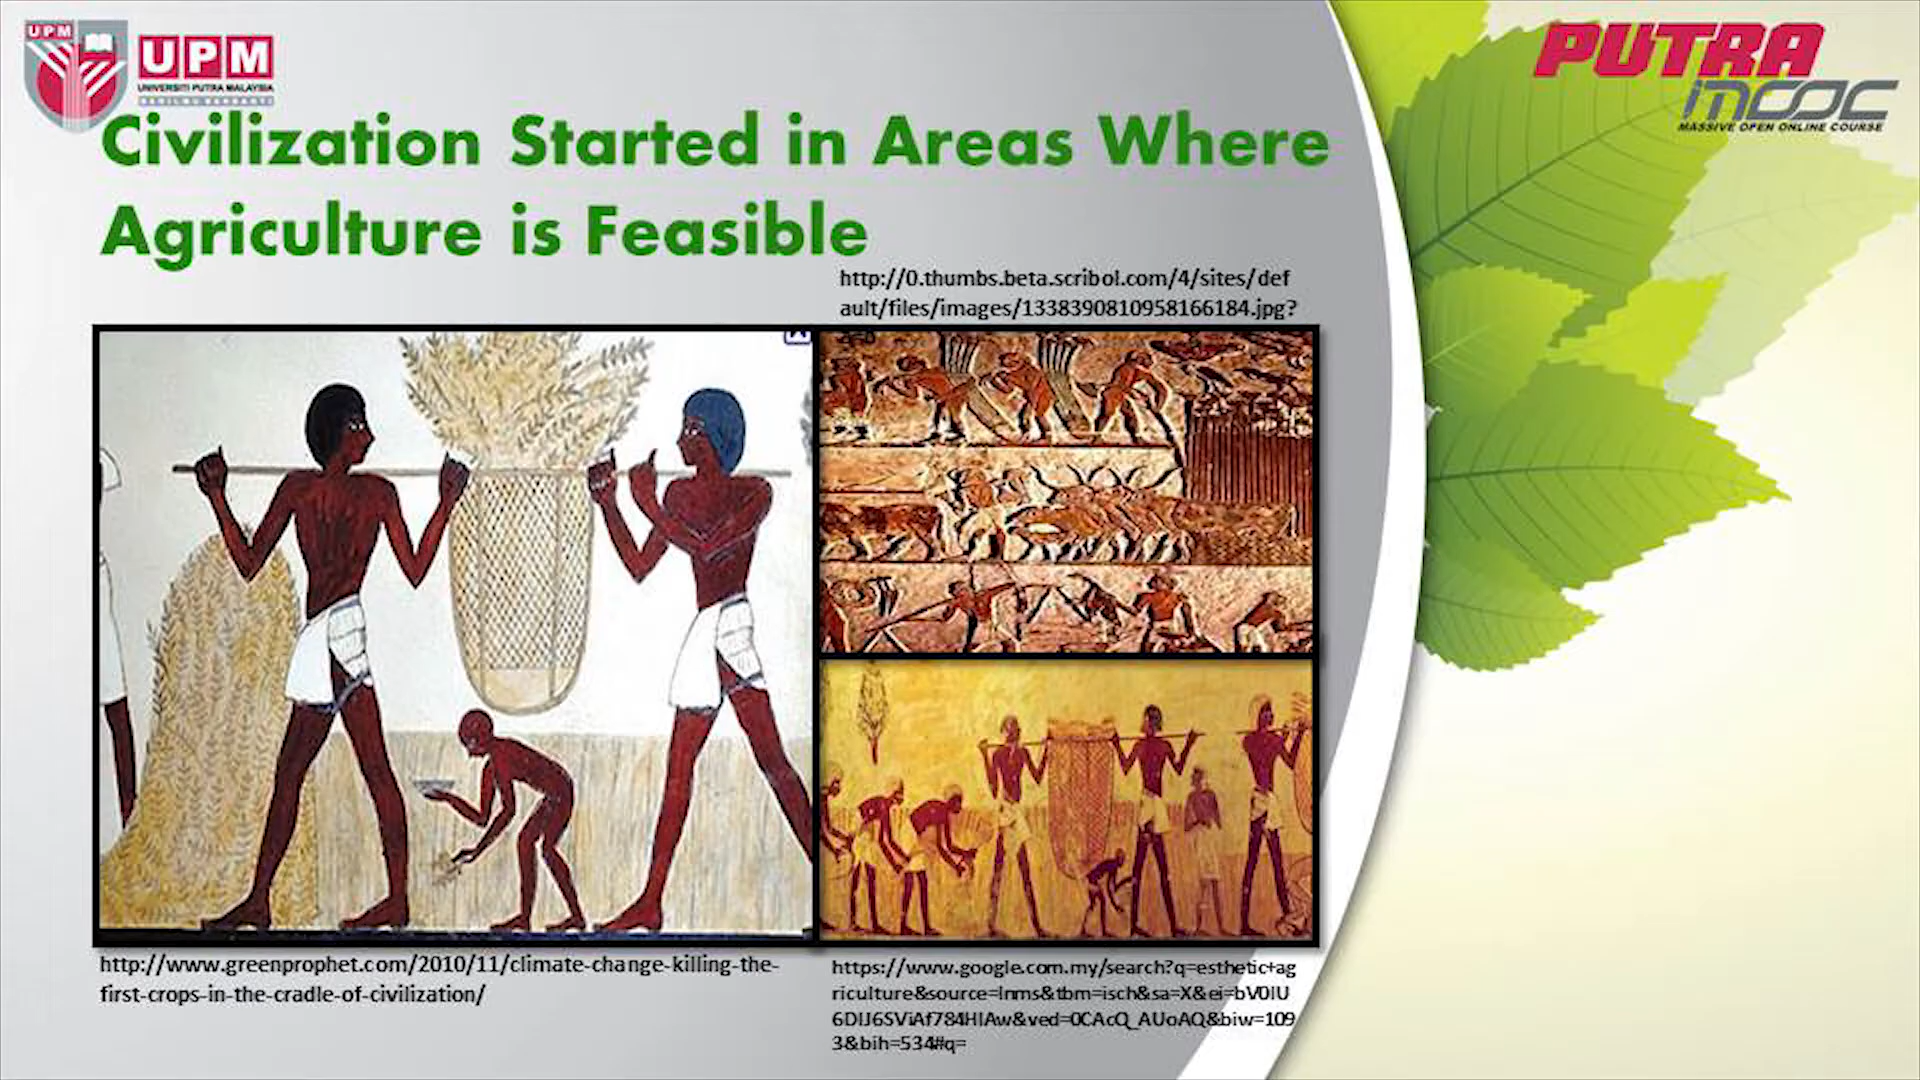 UPM
UPM
UNIVERSITI PUTRA MALAYSIA
BERILMU BERBAKTI
PUTRA
mooc
MASSIVE OPEN ONLINE COURSE
Civilization Started in Areas Where
Agriculture is Feasible
http://0.thumbs.beta.scribol.com/4/sites/def
ault/files/images/1338390810958166184.jpg?
http://www.greenprophet.com/2010/11/climate-change-killing-the-
first-crops-in-the-cradle-of-civilization/
https://www.google.com.my/search?q=esthetic+ag
riculture&source=lnms&tbm=isch&sa=X&ei=bV0IU
6DIJ6SViAf784HIAw&ved=0CAcQ_AUoAQ&biw=109
3&bih=534#q=